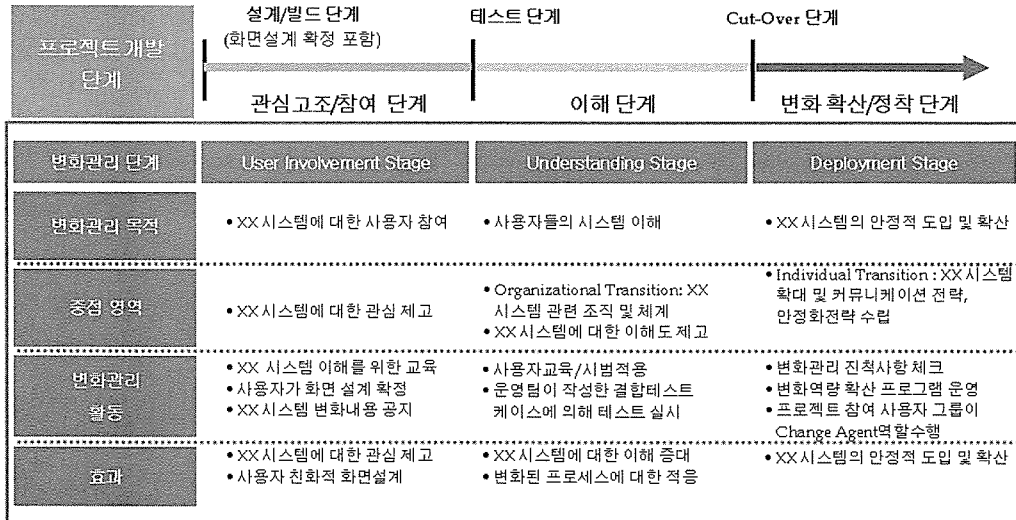 프로젝트 개발
단계
설계/빌드 단계
(화면설계 확정 포함)
테스트 단계
Cut-Over 단계
관심고조/참여 단계
이해 단계
변화 확산/정착 단계
변화관리 단계
User Involvement Stage
Understanding Stage
Deployment Stage
변화관리 목적
• XX 시스템에 대한 사용자 참여
• 사용자들의 시스템 이해
• XX 시스템의 안정적 도입 및 확산
중점 영역
• XX 시스템에 대한 관심 제고
• Organizational Transition: XX
시스템 관련 조직 및 체계
• XX 시스템에 대한 이해도 제고
• Individual Transition : XX 시스템
확대 및 커뮤니케이션 전략,
안정화전략 수립
변화관리
활동
• XX 시스템 이해를 위한 교육
• 사용자가 화면 설계 확정
• XX 시스템 변화내용 공지
• 사용자교육/시범적용
• 운영팀이 작성한 결합테스트
케이스에 의해 테스트 실시
• 변화관리 진척사항 체크
• 변화역량 확산 프로그램 운영
• 프로젝트 참여 사용자 그룹이
Change Agent역할수행
효과
• XX 시스템에 대한 관심 제고
• 사용자 친화적 화면설계
• XX 시스템에 대한 이해 증대
• 변화된 프로세스에 대한 적응
• XX 시스템의 안정적 도입 및 확산